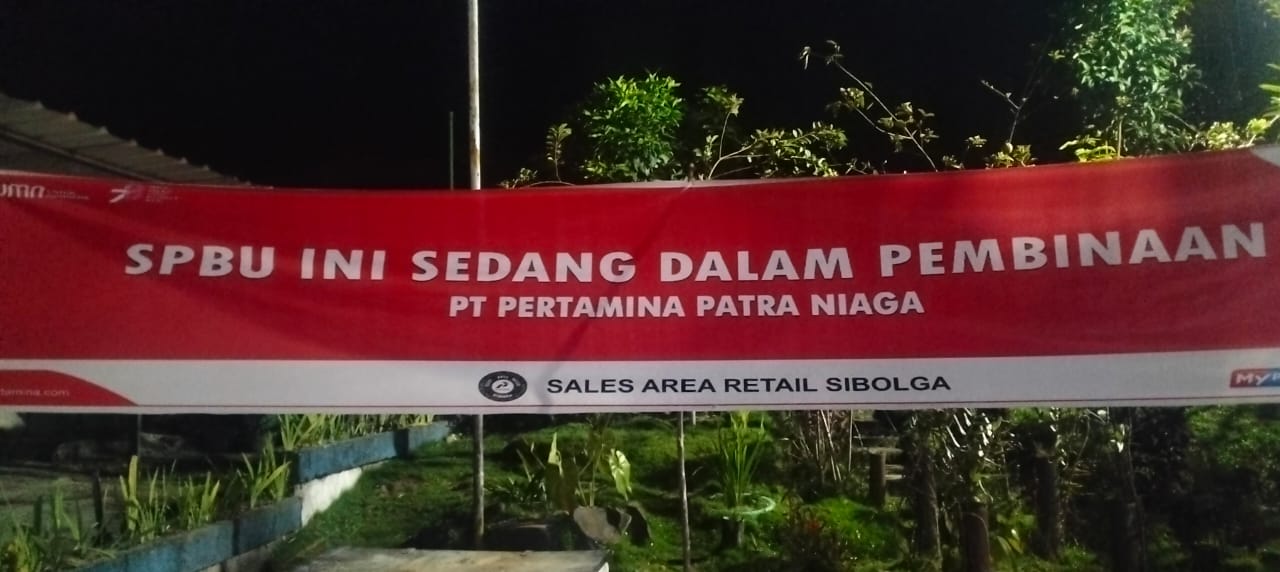 SPBU INI SEDANG DALAM PEMBINAAN
PT PERTAMINA PATRA NIAGA
SALES AREA RETAIL SIBOLGA